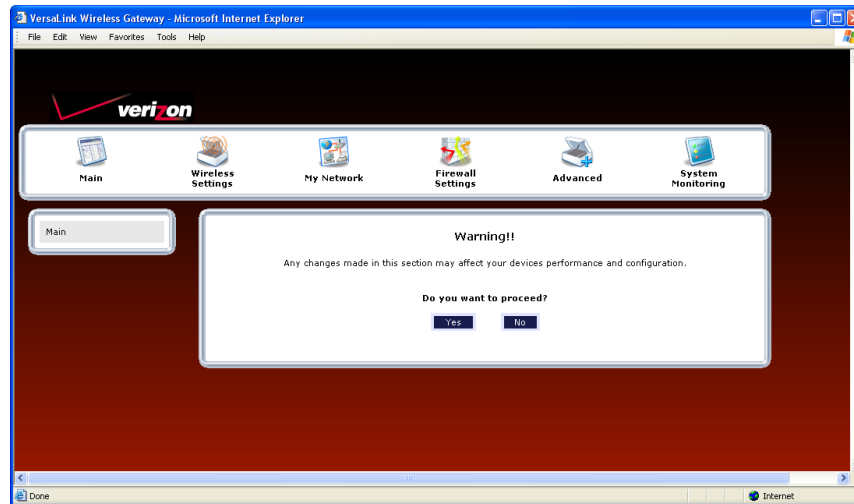 VersaLink Wireless Gateway - Microsoft Internet Explorer
File Edit View Favorites Tools Help
verizon
Main
Wireless Settings
My Network
Firewall Settings
Advanced
System Monitoring
Main
Warning!!
Any changes made in this section may affect your devices performance and configuration.
Do you want to proceed?
Yes No
Done Internet